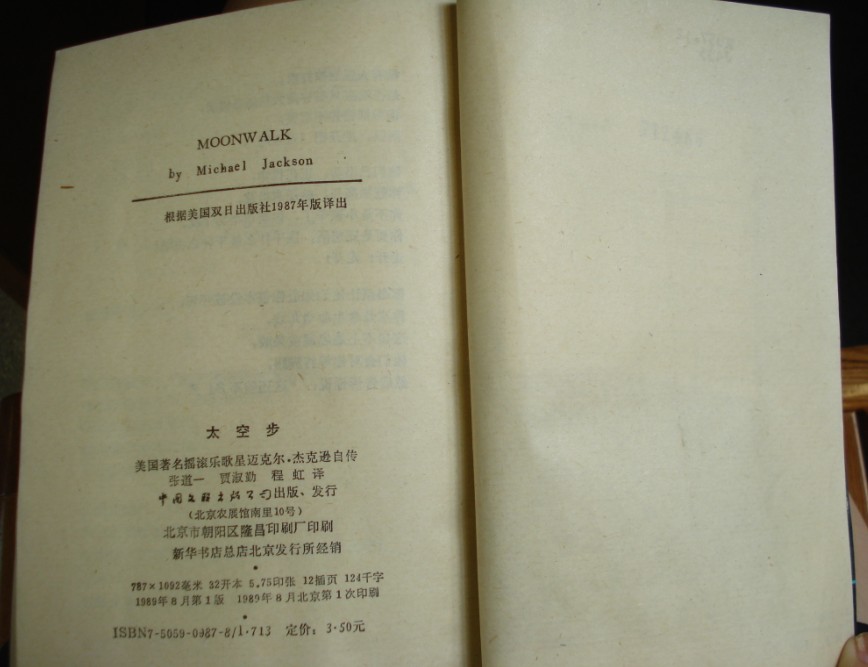 MOONWALK
by Michael Jackson
根据美国双日出版社1987年版译出
太空步
美国著名摇滚乐歌星迈克尔·杰克逊自传
张道一 贾淑勤 程虹 译
中国文联出版公司出版、发行
（北京农展馆南里10号）
北京市朝阳区隆昌印刷厂印刷
新华书店总店北京发行所经销
787×1092毫米 32开本 5.75印张 12插页 124千字
1989年8月第1版 1989年8月北京第1次印刷
ISBN7-5059-0987-8/I·713 定价：3·50元